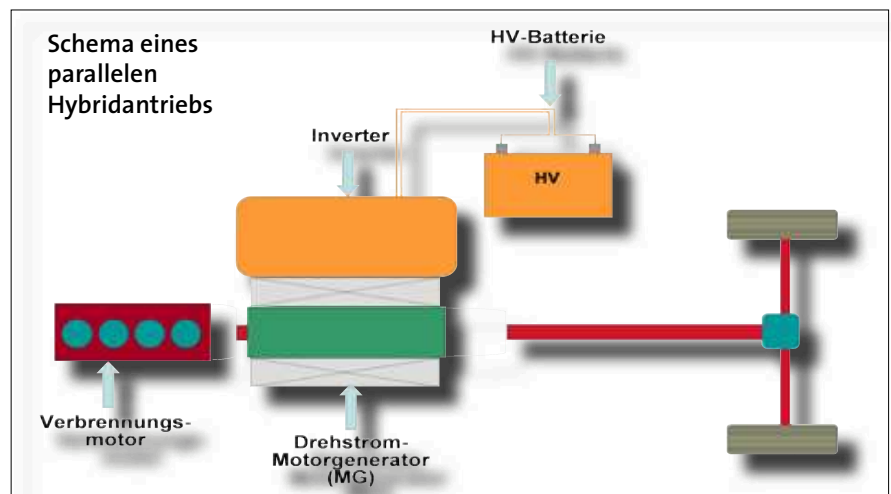 Schema eines
parallelen
Hybridantriebs
HV-Batterie
Inverter
HV
Verbrennungs-
motor
Drehstrom-
Motorgenerator
(MG)